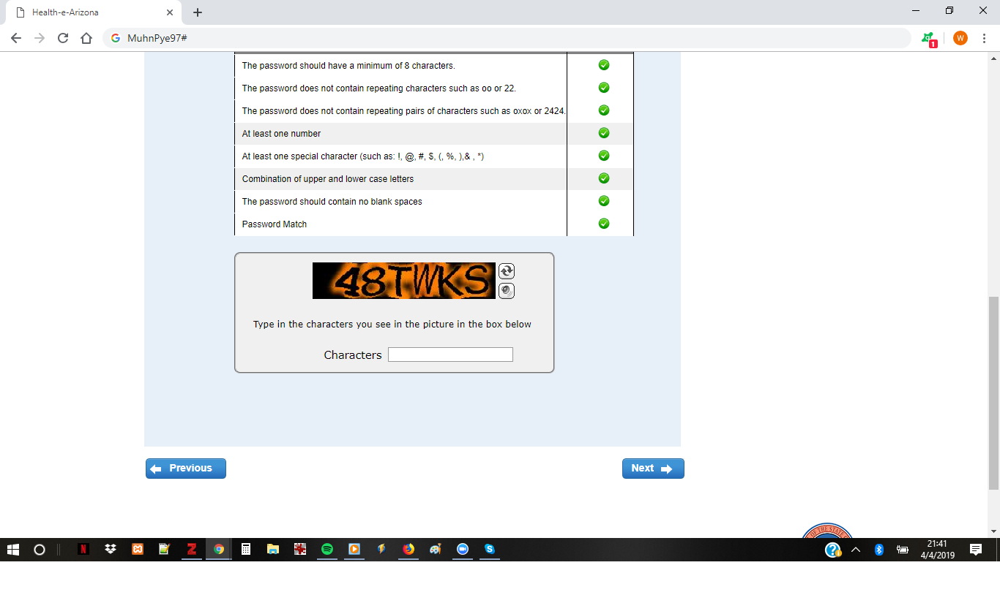 Health-e-Arizona
MuhnPye97#
1
W
The password should have a minimum of 8 characters.
The password does not contain repeating characters such as oo or 22.
The password does not contain repeating pairs of characters such as oxox or 2424.
At least one number
At least one special character (such as: !, @, #, $, (, %, ),& , *)
Combination of upper and lower case letters
The password should contain no blank spaces
Password Match
48TWKS
Type in the characters you see in the picture in the box below
Characters
Previous
Next
OF THE STATE
21:41
4/4/2019